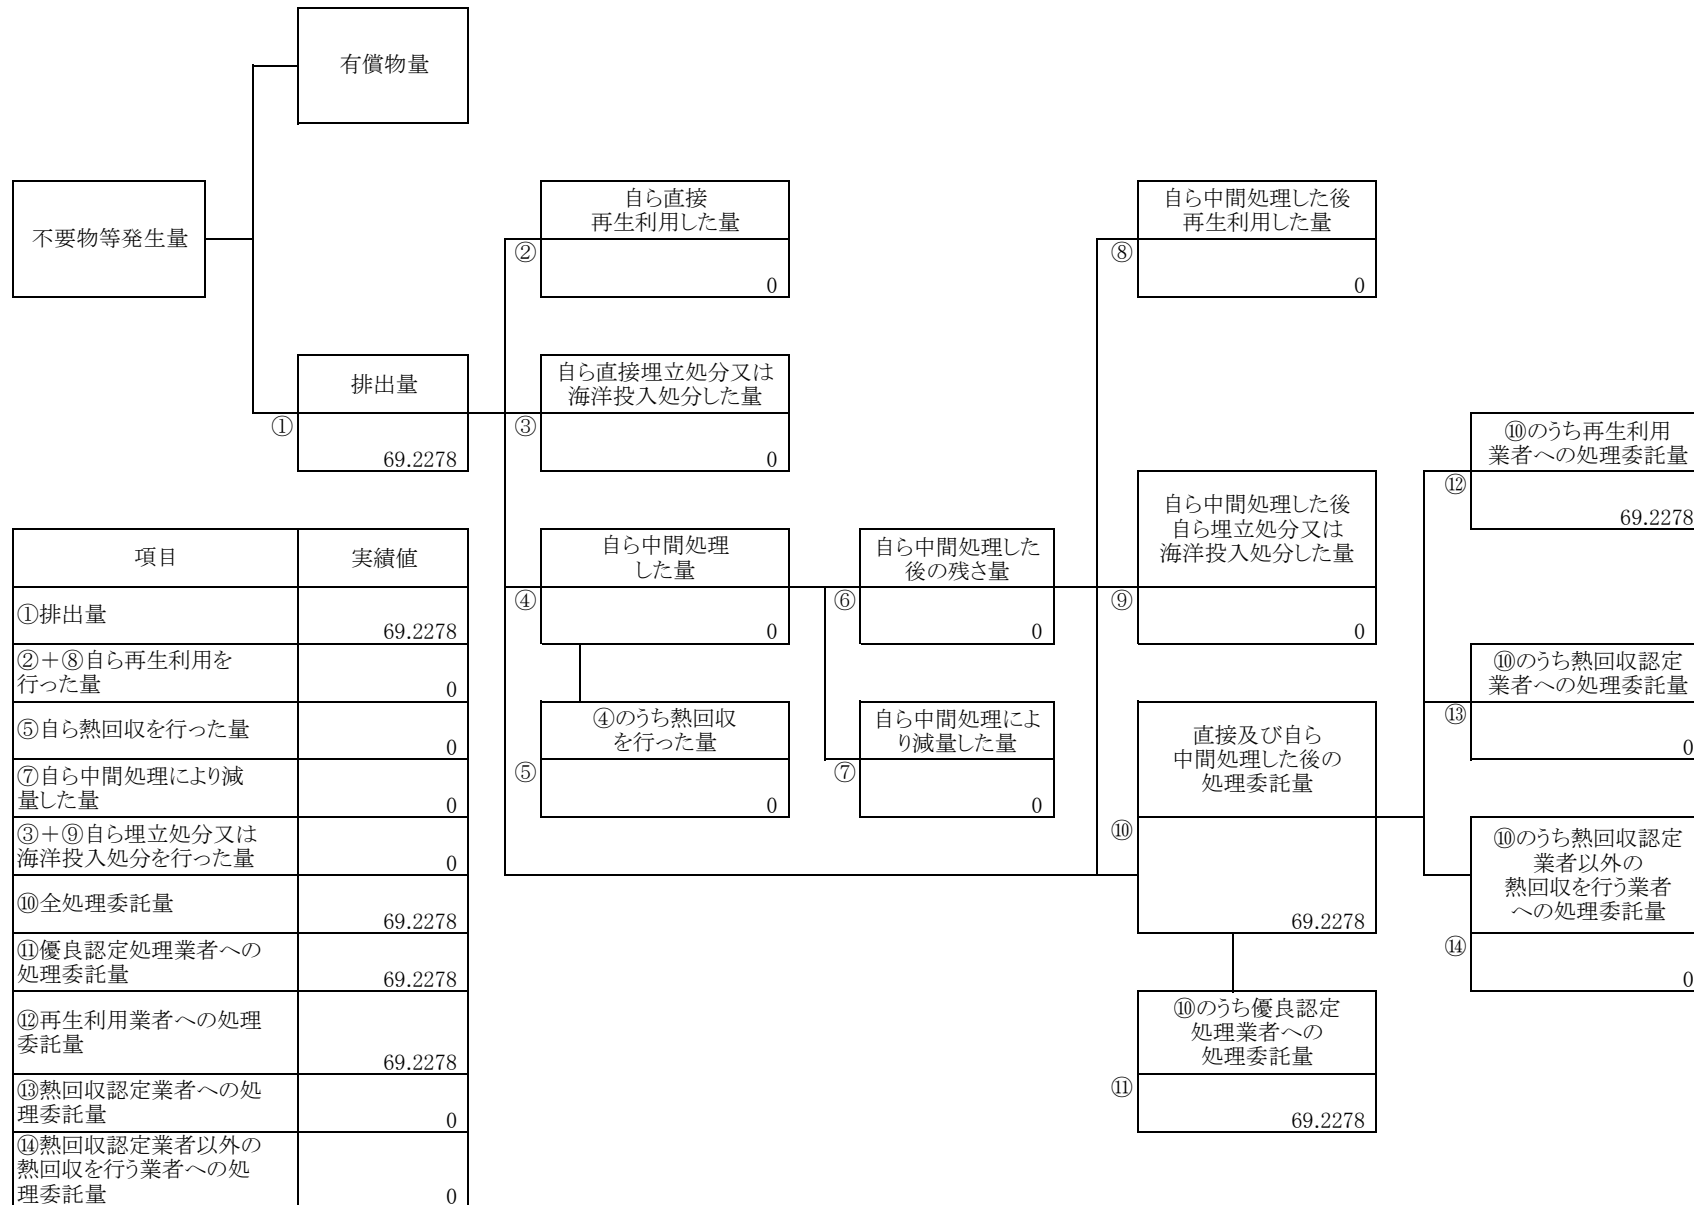 有償物量
不要物等発生量
自ら直接
再生利用した量
②
0
自ら中間処理した後
再生利用した量
⑧
0
排出量
①
69.2278
自ら直接埋立処分又は
海洋投入処分した量
③
0
⑩のうち再生利用
業者への処理委託量
⑫
69.2278
自ら中間処理
した量
④
0
自ら中間処理した
後の残さ量
⑥
0
自ら中間処理した後
自ら埋立処分又は
海洋投入処分した量
⑨
0
⑩のうち熱回収認定
業者への処理委託量
⑬
0
④のうち熱回収
を行った量
⑤
0
自ら中間処理によ
り減量した量
⑦
0
直接及び自ら
中間処理した後の
処理委託量
⑩
69.2278
⑩のうち熱回収認定
業者以外の
熱回収を行う業者
への処理委託量
⑭
0
⑩のうち優良認定
処理業者への
処理委託量
⑪
69.2278
項目
実績値
①排出量
69.2278
②+⑧自ら再生利用を
行った量
0
⑤自ら熱回収を行った量
0
⑦自ら中間処理により減
量した量
0
③+⑨自ら埋立処分又は
海洋投入処分を行った量
0
⑩全処理委託量
69.2278
⑪優良認定処理業者への
処理委託量
69.2278
⑫再生利用業者への処理
委託量
69.2278
⑬熱回収認定業者への処
理委託量
0
⑭熱回収認定業者以外の
熱回収を行う業者への処
理委託量
0